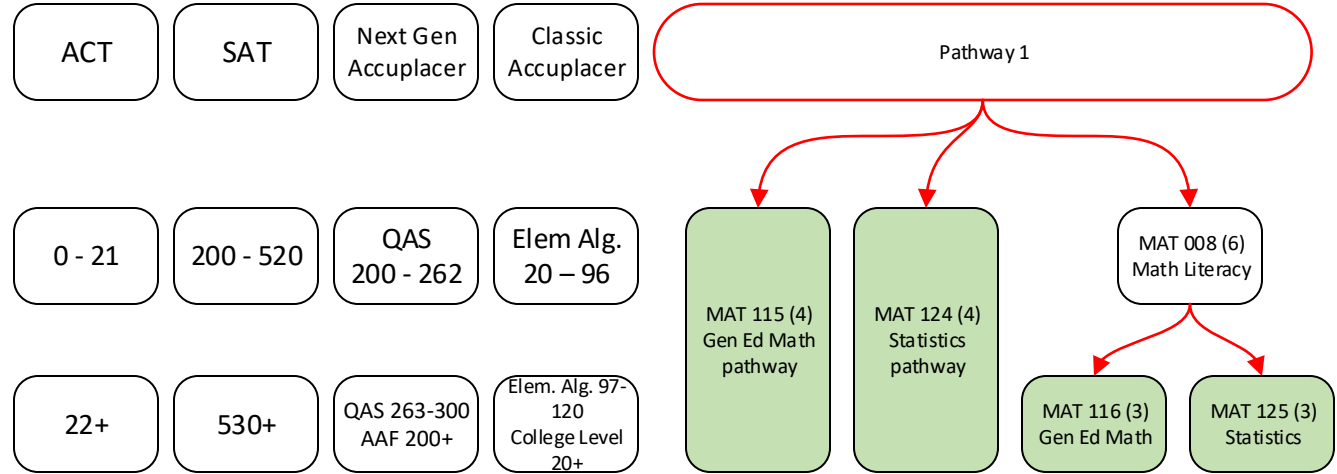 ACT
SAT
Next Gen
Accuplacer
Classic
Accuplacer
Pathway 1
0 - 21
200 - 520
QAS
200 - 262
Elem Alg.
20 – 96
MAT 008 (6)
Math Literacy
MAT 115 (4)
Gen Ed Math
pathway
MAT 124 (4)
Statistics
pathway
22+
530+
QAS 263-300
AAF 200+
Elem. Alg. 97-
120
College Level
20+
MAT 116 (3)
Gen Ed Math
MAT 125 (3)
Statistics